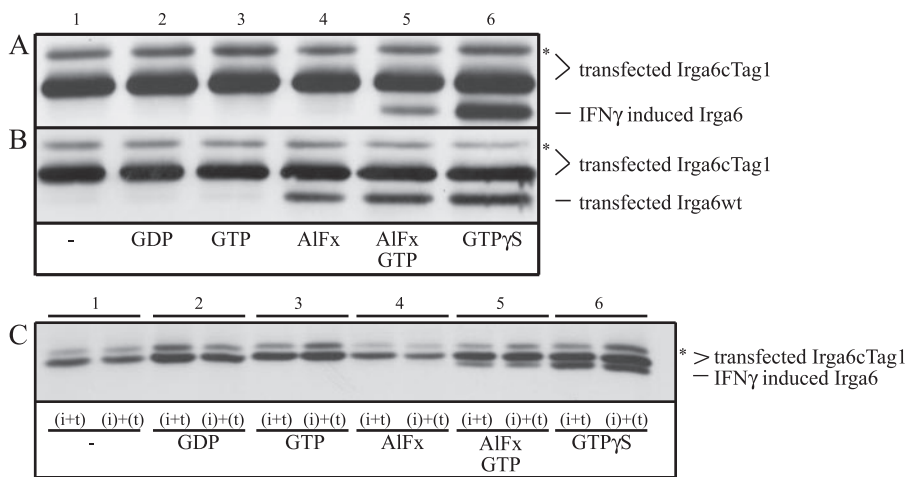 1 2 3 4 5 6
A
*
transfected Irga6cTag1
IFNγ induced Irga6
B
*
transfected Irga6cTag1
transfected Irga6wt
- GDP GTP AlFx AlFx GTPγS
GTP
1 2 3 4 5 6
C
* > transfected Irga6cTag1
IFNγ induced Irga6
(i+t) (i)+(t) (i+t) (i)+(t) (i+t) (i)+(t) (i+t) (i)+(t) (i+t) (i)+(t) (i+t) (i)+(t)
- GDP GTP AlFx AlFx GTPγS
GTP